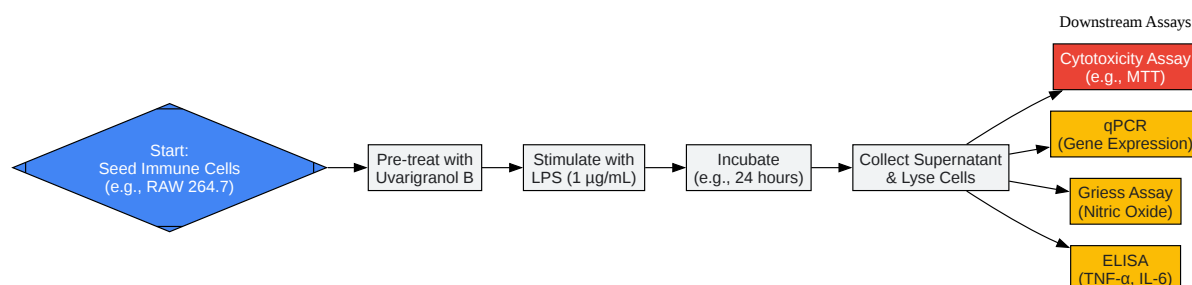 Start:
Seed Immune Cells
(e.g., RAW 264.7)
Pre-treat with
Uvarigranol B
Stimulate with
LPS (1 µg/mL)
Incubate
(e.g., 24 hours)
Collect Supernatant
& Lyse Cells
Downstream Assays
Cytotoxicity Assay
(e.g., MTT)
qPCR
(Gene Expression)
Griess Assay
(Nitric Oxide)
ELISA
(TNF-α, IL-6)